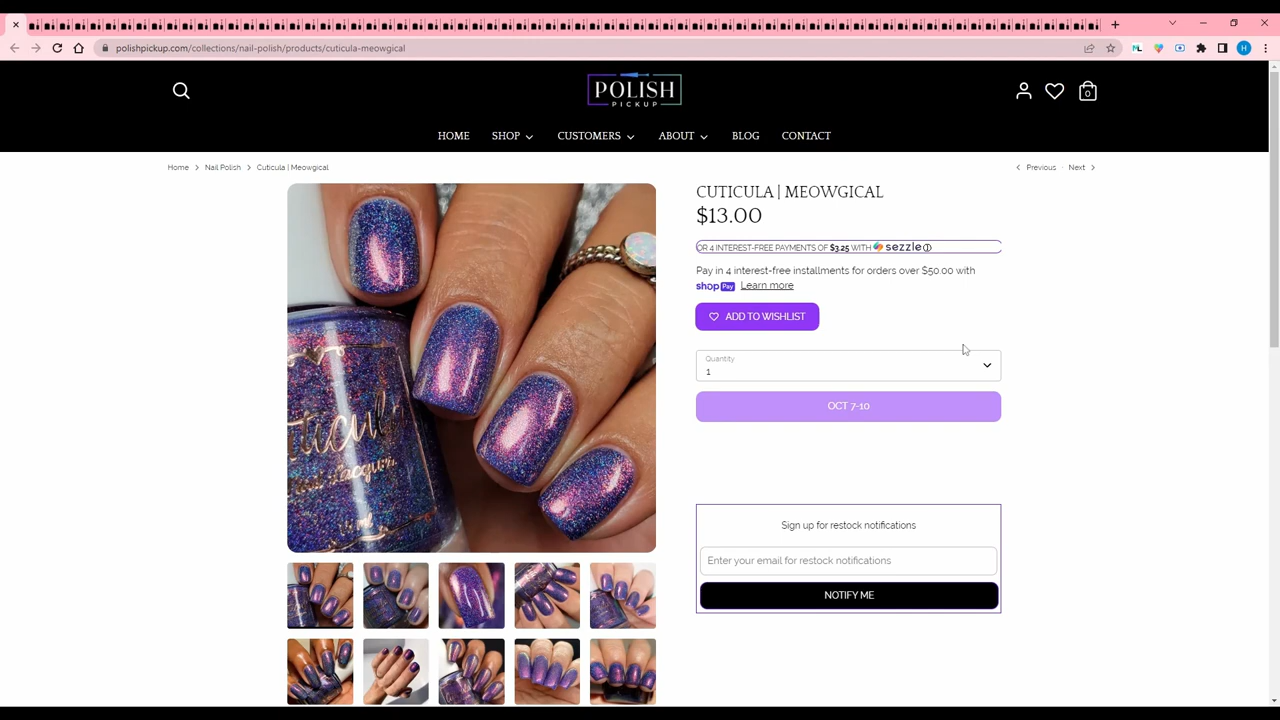 polishpickup.com/collections/nail-polish/products/cuticula-meowgical
H
POLISH
PICKUP
0
HOME SHOP CUSTOMERS ABOUT BLOG CONTACT
Home > Nail Polish > Cuticula | Meowgical
Previous · Next
CUTICULA | MEOWGICAL
$13.00
OR 4 INTEREST-FREE PAYMENTS OF $3.25 WITH sezzle
Pay in 4 interest-free installments for orders over $50.00 with
shop Pay Learn more
ADD TO WISHLIST
Quantity
1
OCT 7-10
Sign up for restock notifications
Enter your email for restock notifications
NOTIFY ME